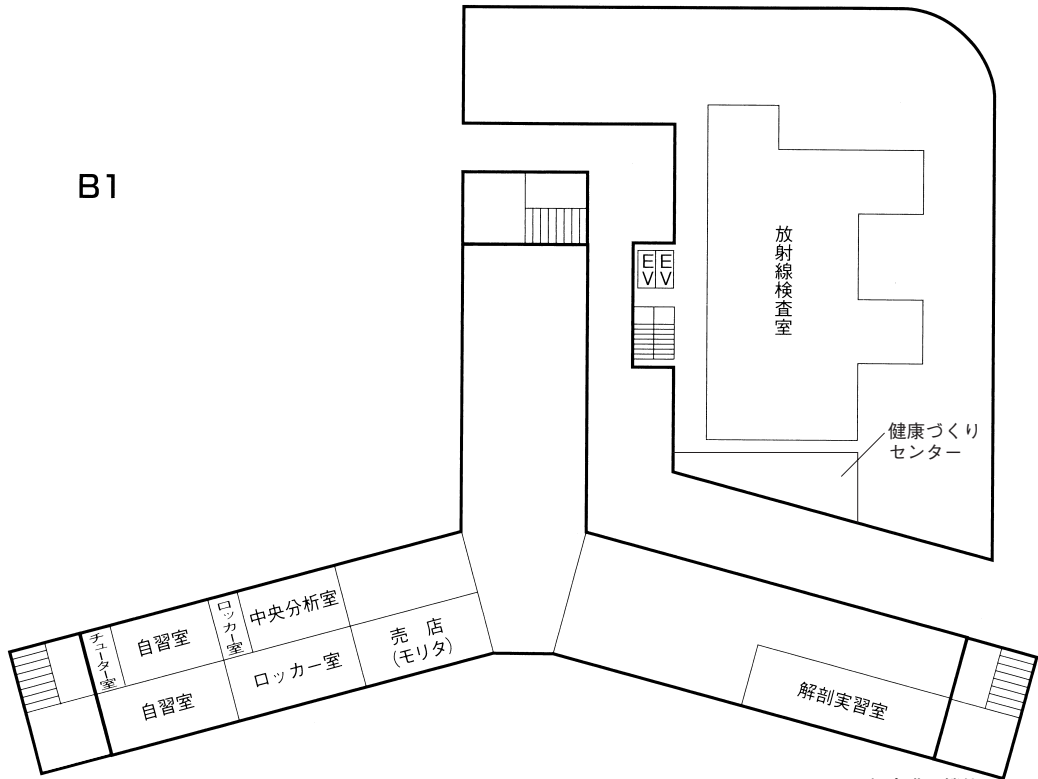 B1
EV
EV
放射線検査室
健康づくり
センター
チューター室
自習室
ロッカー室
中央分析室
売店
(モリタ)
自習室
ロッカー室
解剖実習室